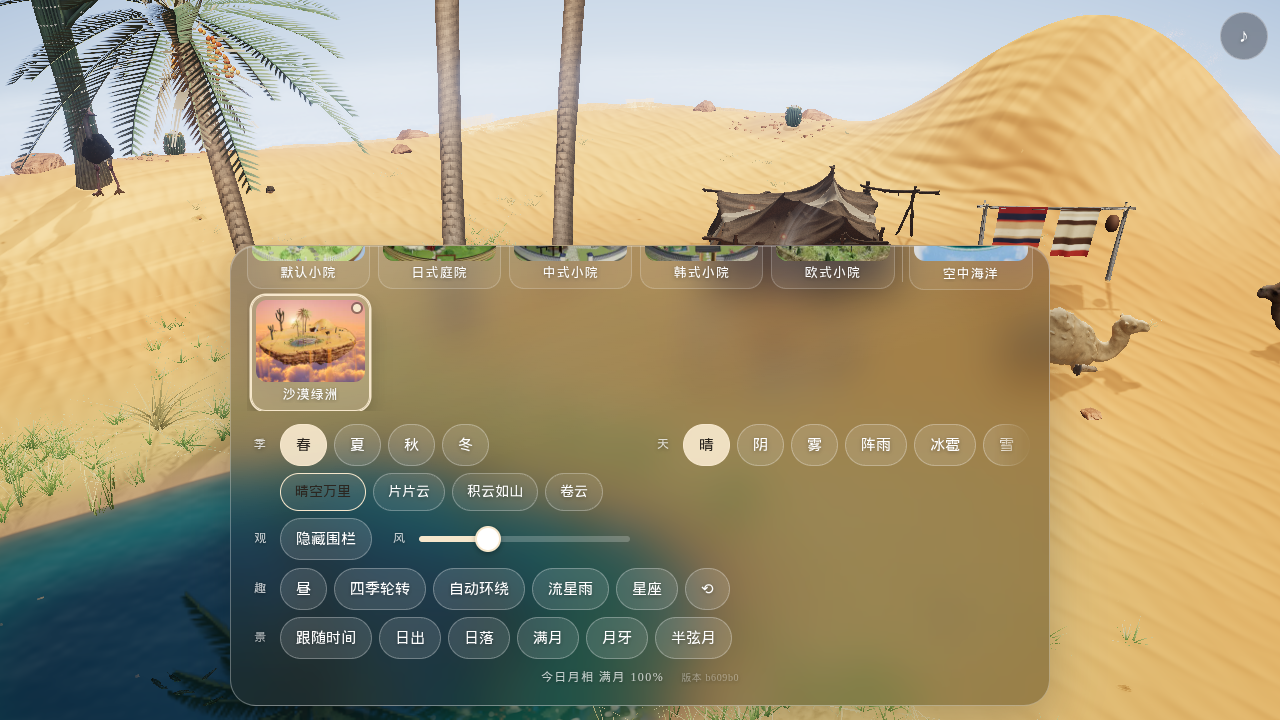 ♪
默认小院 日式庭院 中式小院 韩式小院 欧式小院 空中海洋
沙漠绿洲
季 春 夏 秋 冬 天 晴 阴 雾 阵雨 冰雹 雪
晴空万里 片片云 积云如山 卷云
观 隐藏围栏 风
趣 昼 四季轮转 自动环绕 流星雨 星座 ⟲
景 跟随时间 日出 日落 满月 月牙 半弦月
今日月相 满月 100% 版本 b609b0